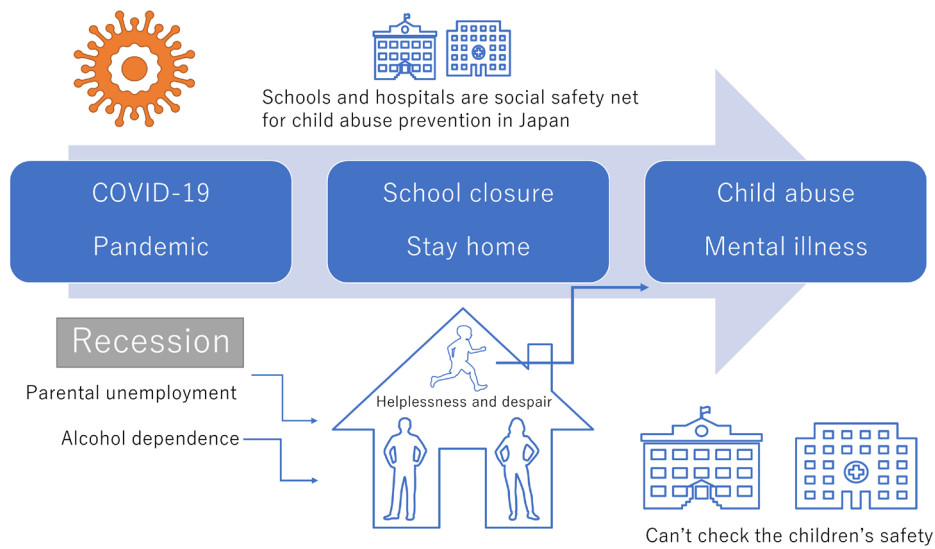 Schools and hospitals are social safety net
for child abuse prevention in Japan
COVID-19
Pandemic
School closure
Stay home
Child abuse
Mental illness
Recession
Parental unemployment
Alcohol dependence
Helplessness and despair
Can’t check the children’s safety